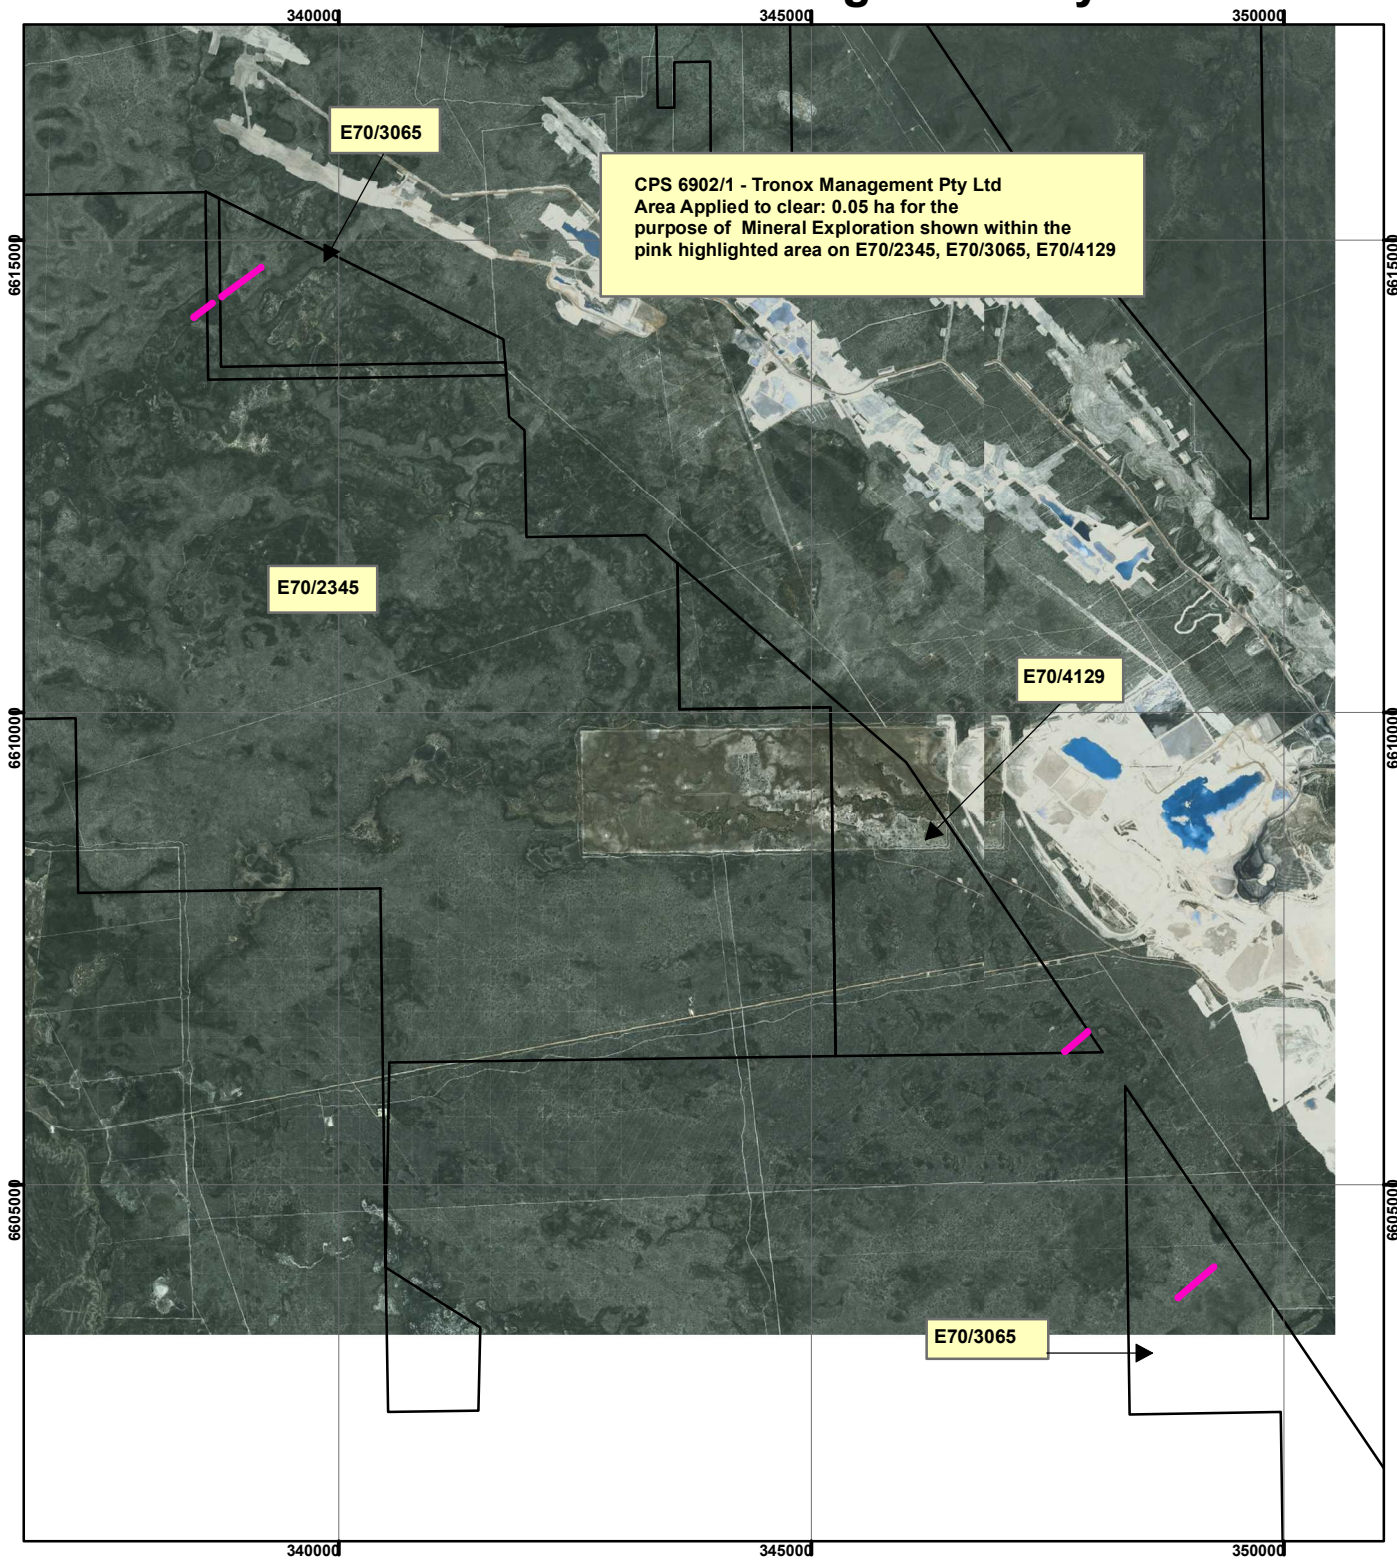 340000
345000
350000
E70/3065
CPS 6902/1 - Tronox Management Pty Ltd
Area Applied to clear: 0.05 ha for the
purpose of Mineral Exploration shown within the
pink highlighted area on E70/2345, E70/3065, E70/4129
6615000
6615000
E70/2345
E70/4129
6610000
6610000
6605000
6605000
E70/3065
340000
345000
350000